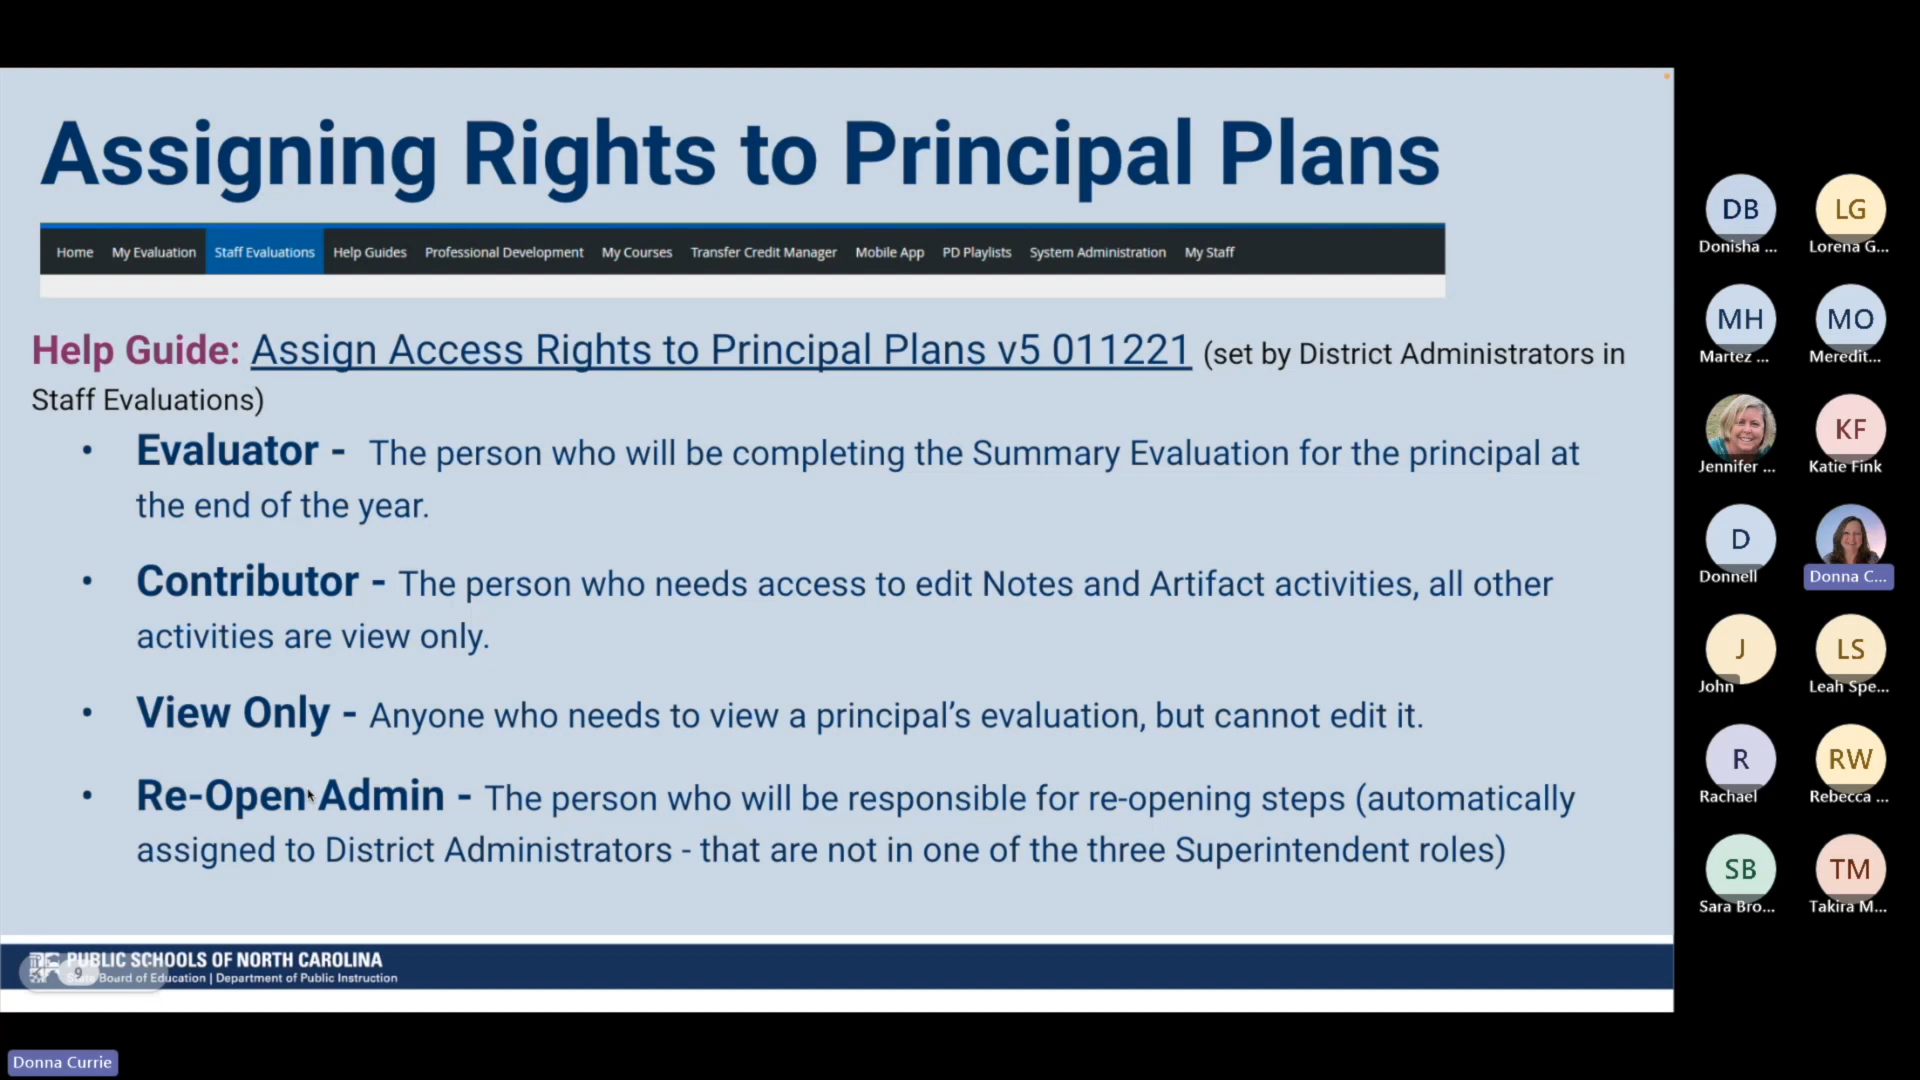 Assigning Rights to Principal Plans
Home My Evaluation Staff Evaluations Help Guides Professional Development My Courses Transfer Credit Manager Mobile App PD Playlists System Administration My Staff
Help Guide: Assign Access Rights to Principal Plans v5 011221 (set by District Administrators in
Staff Evaluations)
• Evaluator - The person who will be completing the Summary Evaluation for the principal at
the end of the year.
• Contributor - The person who needs access to edit Notes and Artifact activities, all other
activities are view only.
• View Only - Anyone who needs to view a principal's evaluation, but cannot edit it.
• Re-Open Admin - The person who will be responsible for re-opening steps (automatically
assigned to District Administrators - that are not in one of the three Superintendent roles)
PUBLIC SCHOOLS OF NORTH CAROLINA
State Board of Education | Department of Public Instruction
9
Donna Currie
DB LG
Donisha ... Lorena G...
MH MO
Martez ... Meredit...
KF
Jennifer ... Katie Fink
D
Donnell Donna C...
J LS
John Leah Spe...
R RW
Rachael Rebecca ...
SB TM
Sara Bro... Takira M...